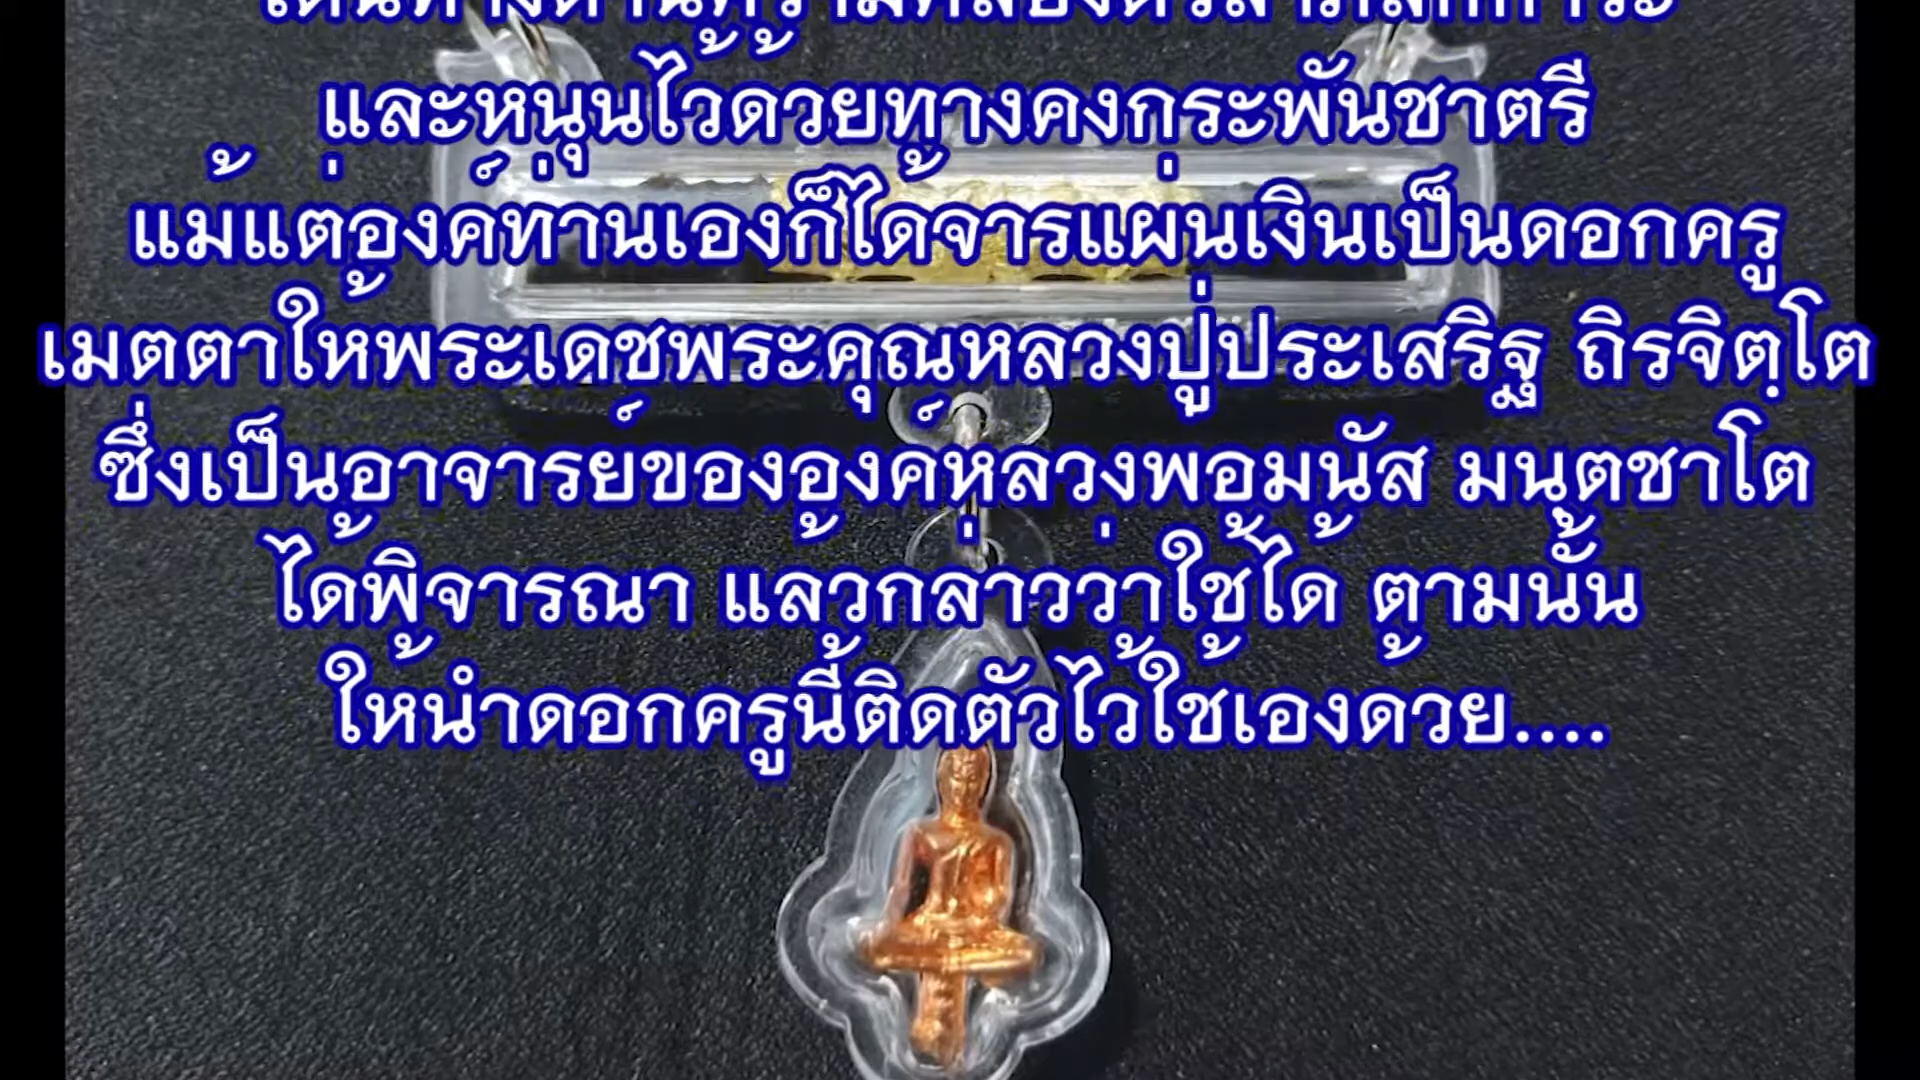 และหนุนไว้ด้วยทางคงกระพันชาตรี
แม้แต่องค์ท่านเองก็ได้จารแผ่นเงินเป็นดอกครู
เมตตาให้พระเดชพระคุณหลวงปู่ประเสริฐ ถิรจิตฺโต
ซึ่งเป็นอาจารย์ขององค์หลวงพ่อมนัส มนฺตชาโต
ได้พิจารณา แล้วกล่าวว่าใช้ได้ ตามนั้น
ให้นำดอกครูนี้ติดตัวไว้ใช้เองด้วย....